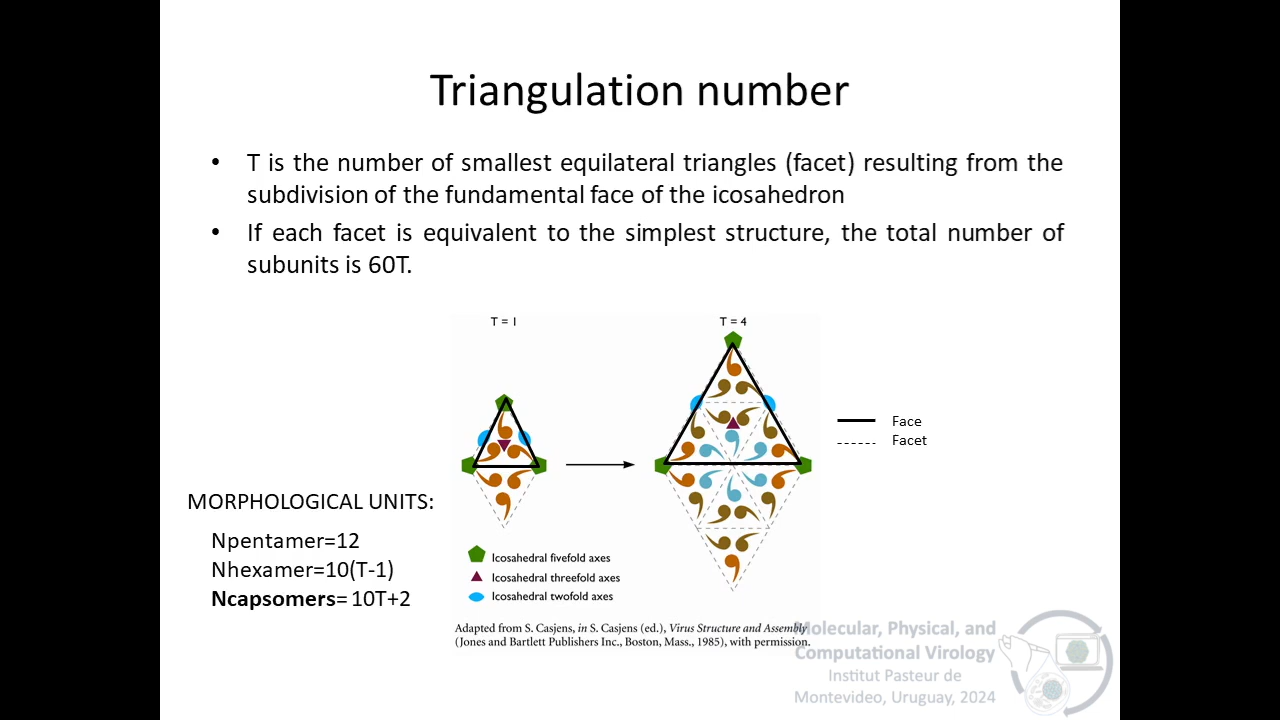 Triangulation number
• T is the number of smallest equilateral triangles (facet) resulting from the
subdivision of the fundamental face of the icosahedron
• If each facet is equivalent to the simplest structure, the total number of
subunits is 60T.
T = 1
T = 4
Face
Facet
MORPHOLOGICAL UNITS:
Npentamer=12
Nhexamer=10(T-1)
Ncapsomers= 10T+2
Icosahedral fivefold axes
Icosahedral threefold axes
Icosahedral twofold axes
Adapted from S. Casjens, in S. Casjens (ed.), Virus Structure and Assembly
(Jones and Bartlett Publishers Inc., Boston, Mass., 1985), with permission.
Molecular, Physical, and
Computational Virology
Institut Pasteur de
Montevideo, Uruguay, 2024